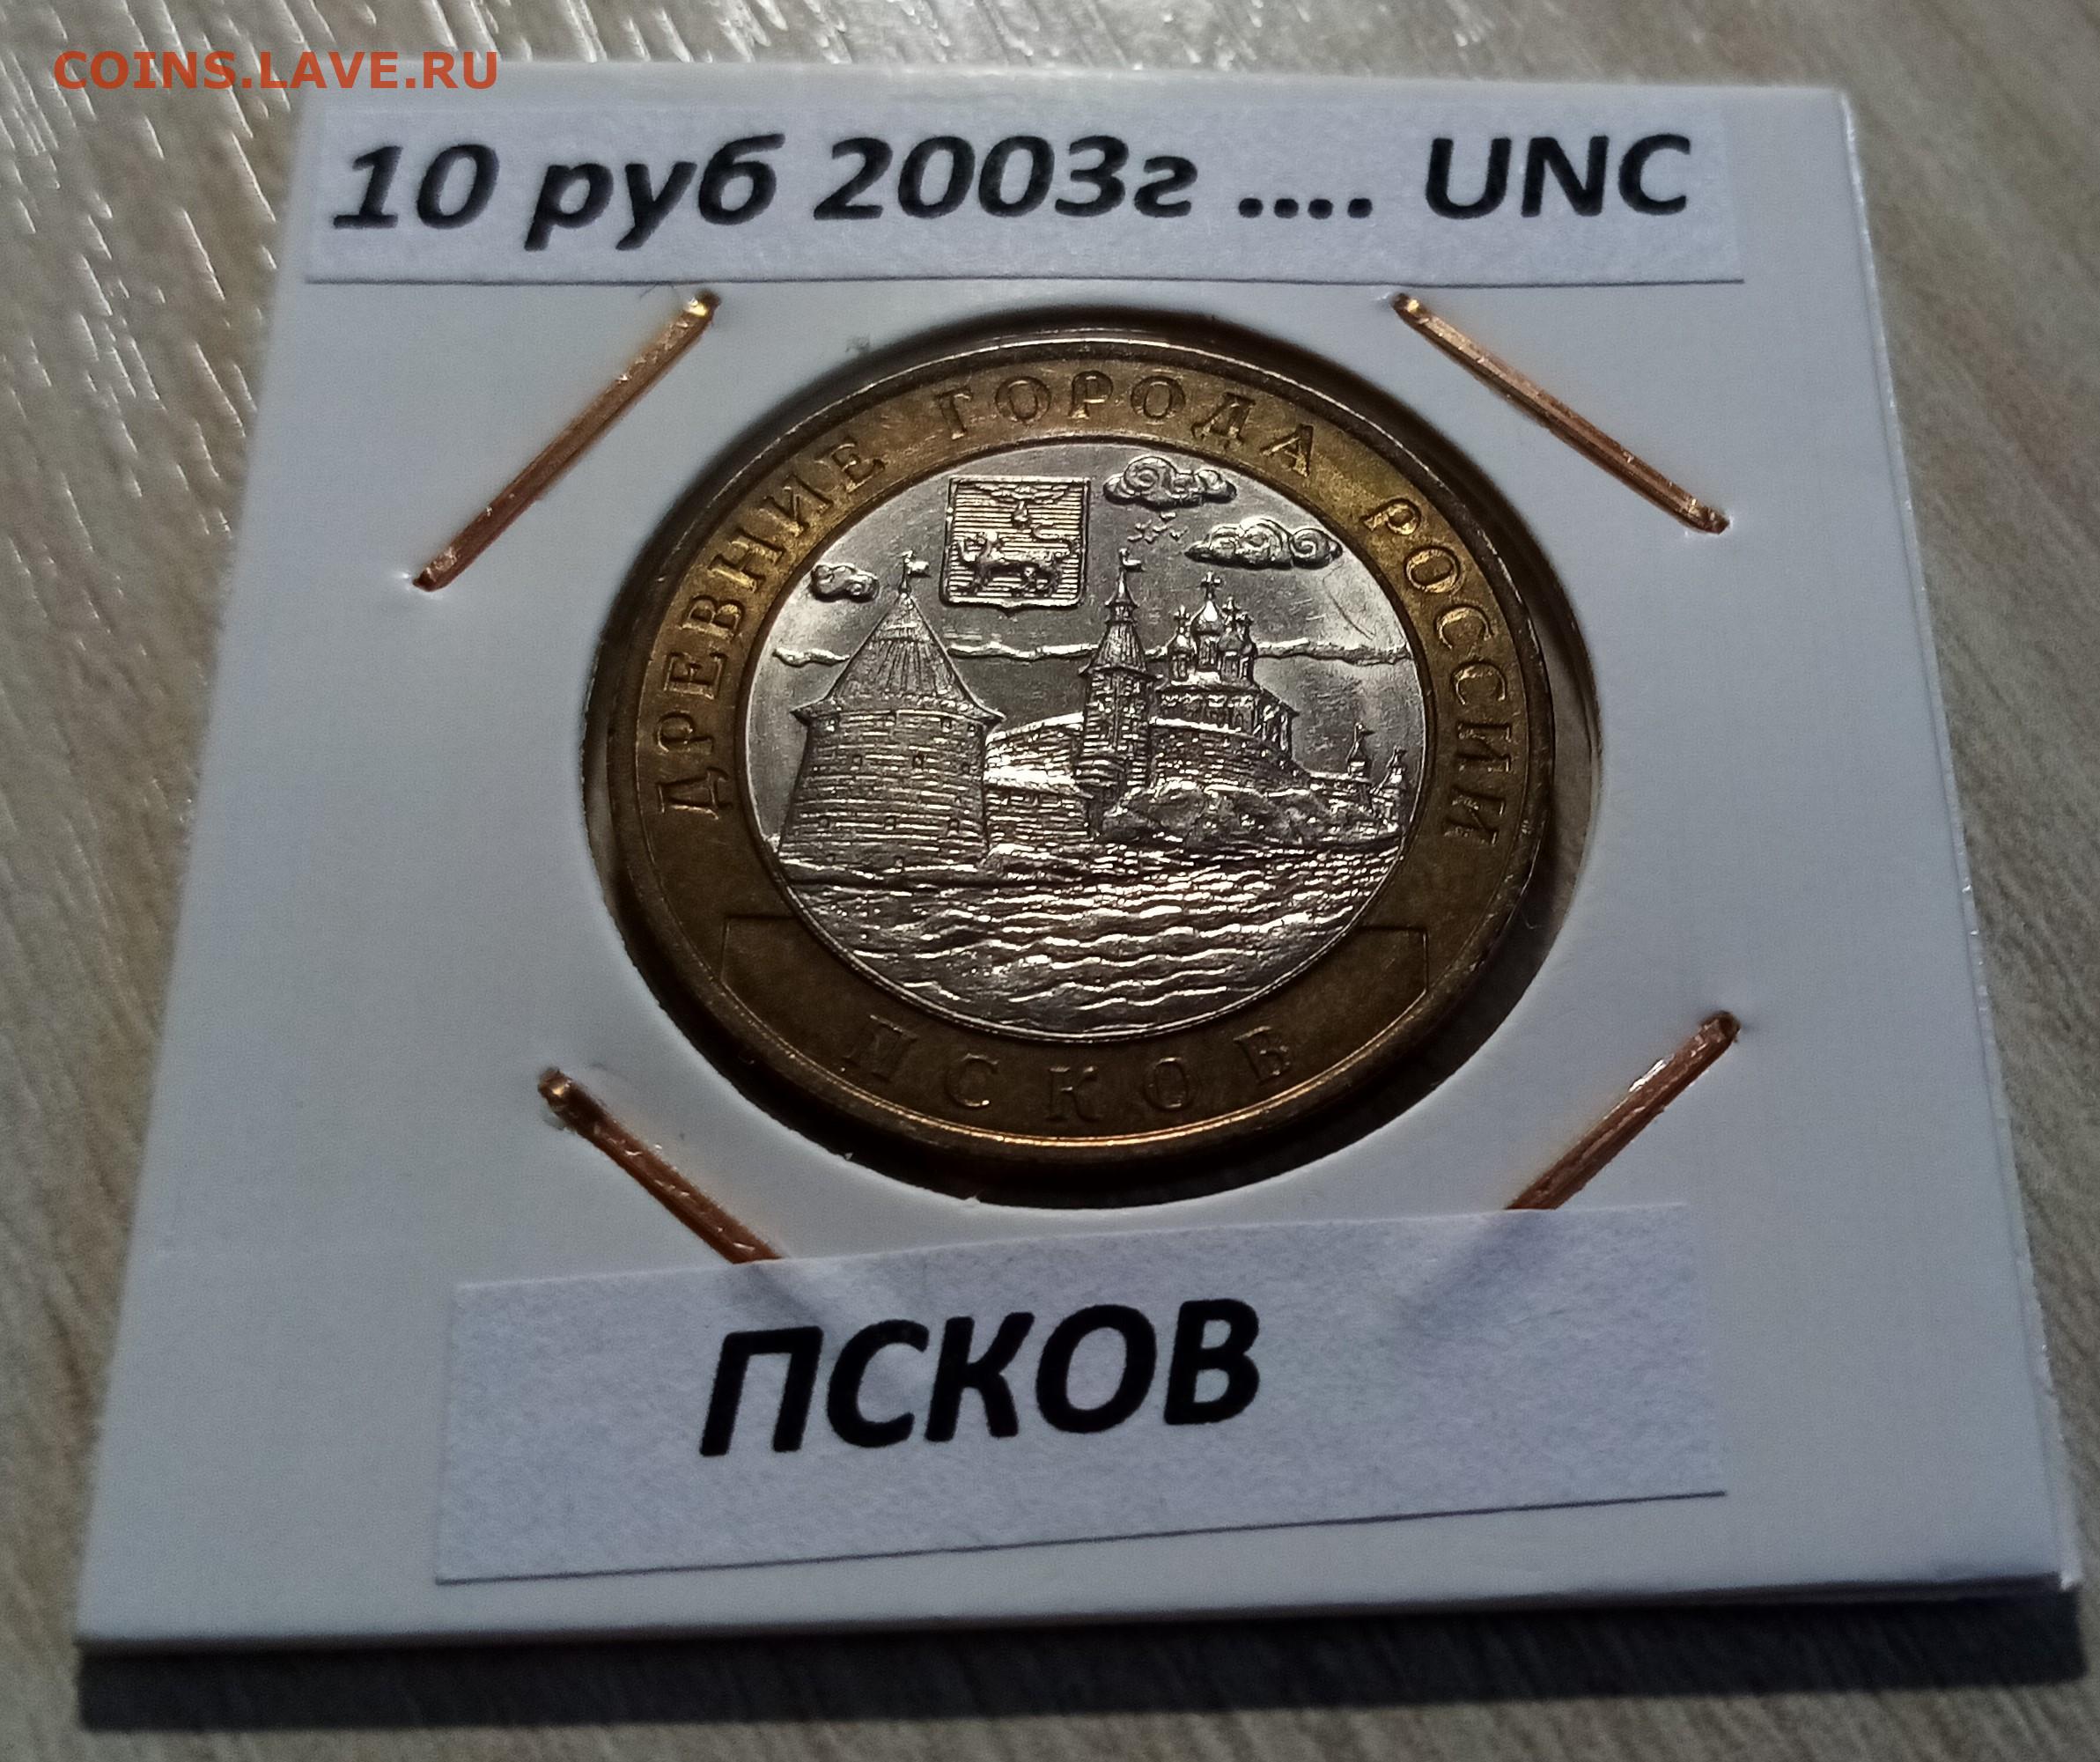 COINS.LAVE.RU
10 руб 2003г .... UNC
ДРЕВНИЕ ГОРОДА РОССИИ
ПСКОВ
ПСКОВ